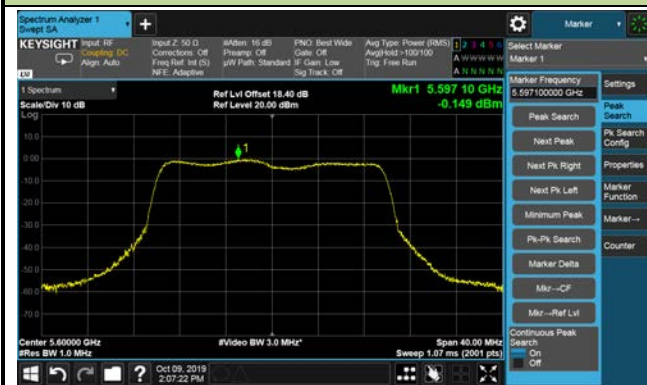 Spectrum Analyzer 1
Swept SA
+
Marker
KEYSIGHT
Input: RF
Coupling: DC
Align: Auto
Input Z: 50 Ω
Corrections: Off
Freq Ref: Int (S)
NFE: Adaptive
#Atten: 16 dB
Preamp: Off
µW Path: Standard
PNO: Best Wide
Gate: Off
IF Gain: Low
Sig Track: Off
Avg Type: Power (RMS)
Avg|Hold:>100/100
Trig: Free Run
1 2 3 4 5 6
A W W W W W
A N N N N N
LXI
1 Spectrum
Scale/Div 10 dB
Ref Lvl Offset 18.40 dB
Ref Level 20.00 dBm
Mkr1 5.597 10 GHz
-0.149 dBm
Log
10.0
0.00
-10.0
-20.0
-30.0
-40.0
-50.0
-60.0
-70.0
1
Center 5.60000 GHz
#Res BW 1.0 MHz
#Video BW 3.0 MHz*
Span 40.00 MHz
Sweep 1.07 ms (2001 pts)
Select Marker
Marker 1
Marker Frequency
5.597100000 GHz
Peak Search
Next Peak
Next Pk Right
Next Pk Left
Minimum Peak
Pk-Pk Search
Marker Delta
Mkr→CF
Mkr→Ref Lvl
Continuous Peak
Search
On
Off
Settings
Peak
Search
Pk Search
Config
Properties
Marker
Function
Marker→
Counter
?
Oct 09, 2019
2:07:22 PM